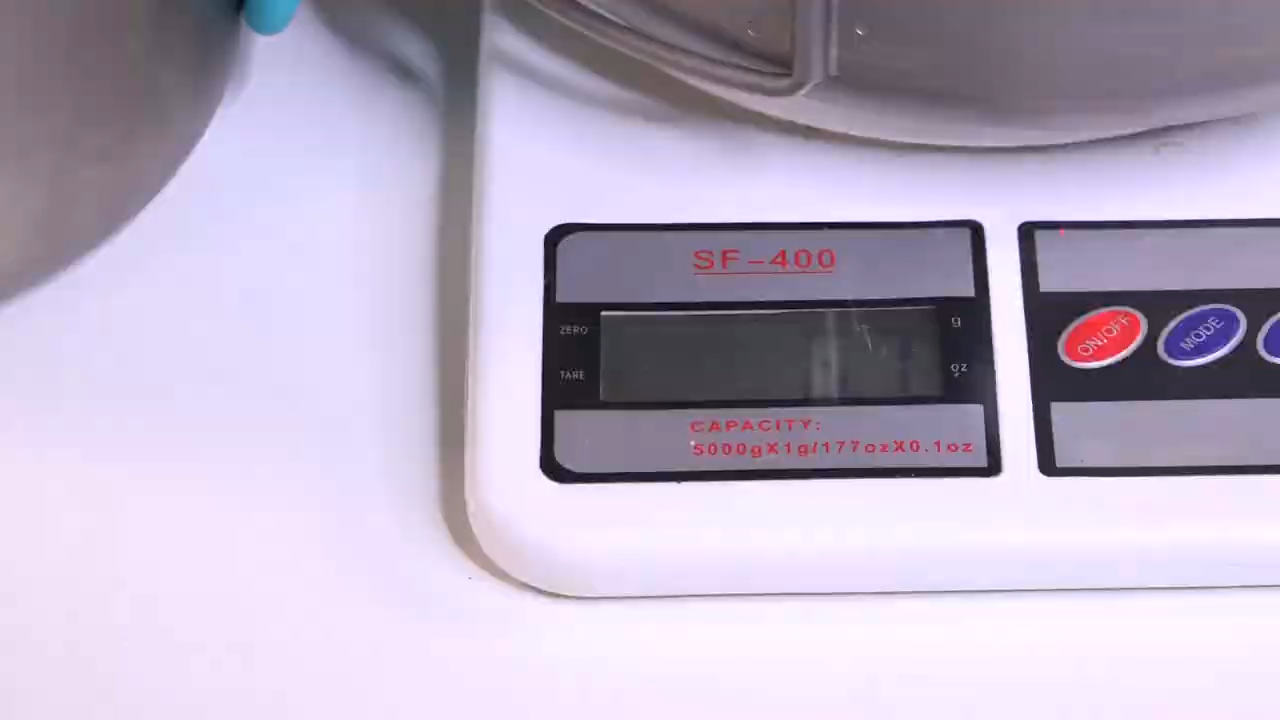 SF-400
ZERO
g
TARE
oz
CAPACITY:
5000gX1g/177ozX0.1oz
ON/OFF
MODE